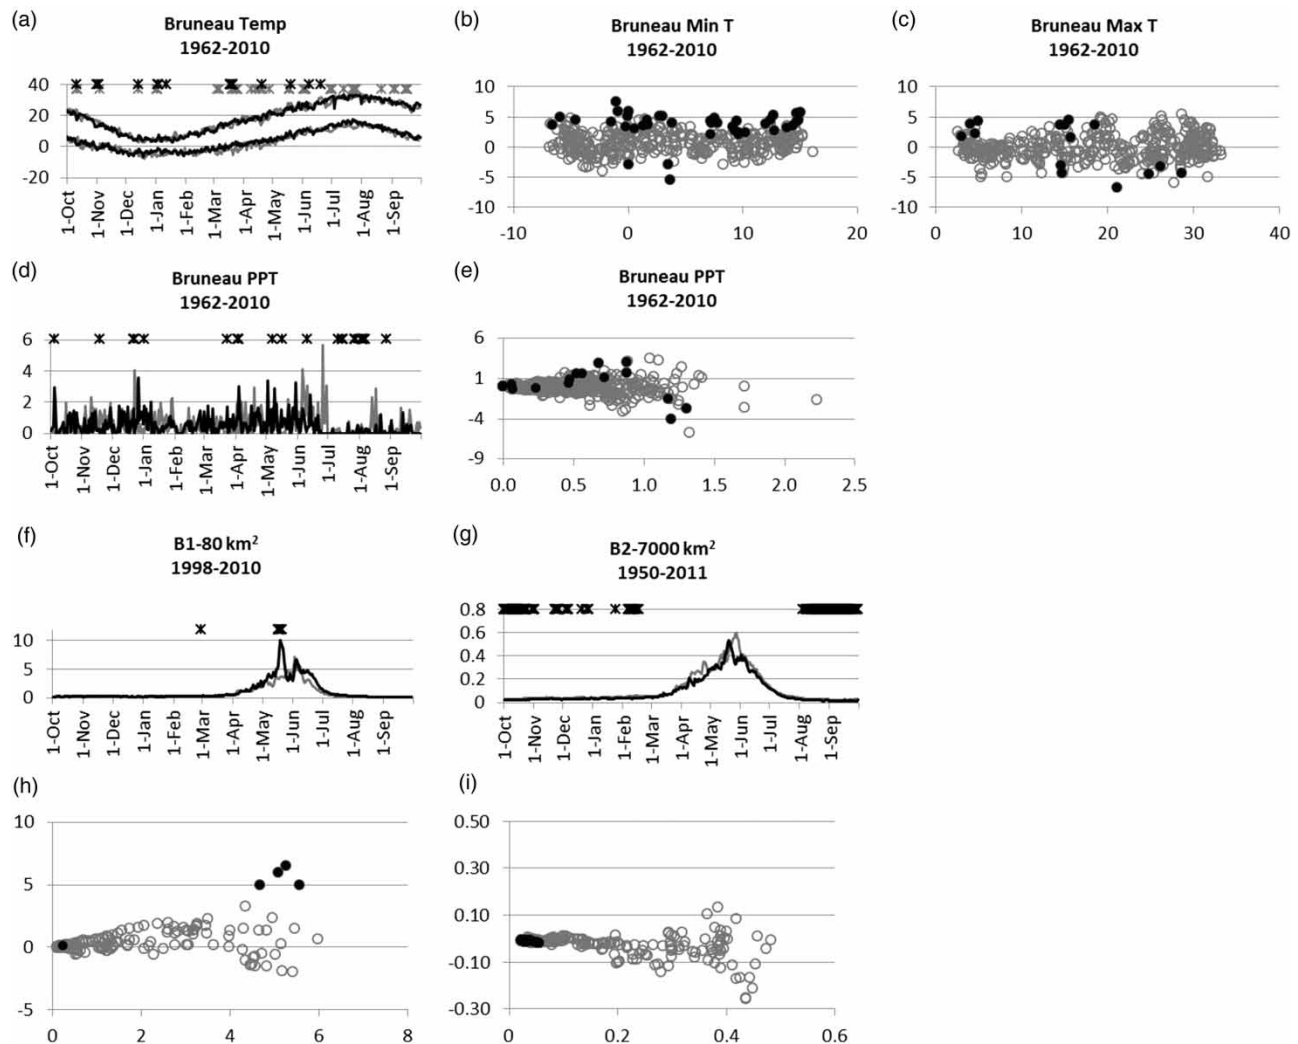 (a)
Bruneau Temp
1962-2010
40
20
0
-20
1-Oct 1-Nov 1-Dec 1-Jan 1-Feb 1-Mar 1-Apr 1-May 1-Jun 1-Jul 1-Aug 1-Sep
(b)
Bruneau Min T
1962-2010
10
5
0
-5
-10
-10 0 10 20
(c)
Bruneau Max T
1962-2010
10
5
0
-5
-10
0 10 20 30 40
(d)
Bruneau PPT
1962-2010
6
4
2
0
1-Oct 1-Nov 1-Dec 1-Jan 1-Feb 1-Mar 1-Apr 1-May 1-Jun 1-Jul 1-Aug 1-Sep
(e)
Bruneau PPT
1962-2010
6
1
-4
-9
0.0 0.5 1.0 1.5 2.0 2.5
(f)
B1-80 km²
1998-2010
10
5
0
1-Oct 1-Nov 1-Dec 1-Jan 1-Feb 1-Mar 1-Apr 1-May 1-Jun 1-Jul 1-Aug 1-Sep
(g)
B2-7000 km²
1950-2011
0.8
0.6
0.4
0.2
0
1-Oct 1-Nov 1-Dec 1-Jan 1-Feb 1-Mar 1-Apr 1-May 1-Jun 1-Jul 1-Aug 1-Sep
(h)
10
5
0
-5
0 2 4 6 8
(i)
0.50
0.30
0.10
-0.10
-0.30
0 0.2 0.4 0.6